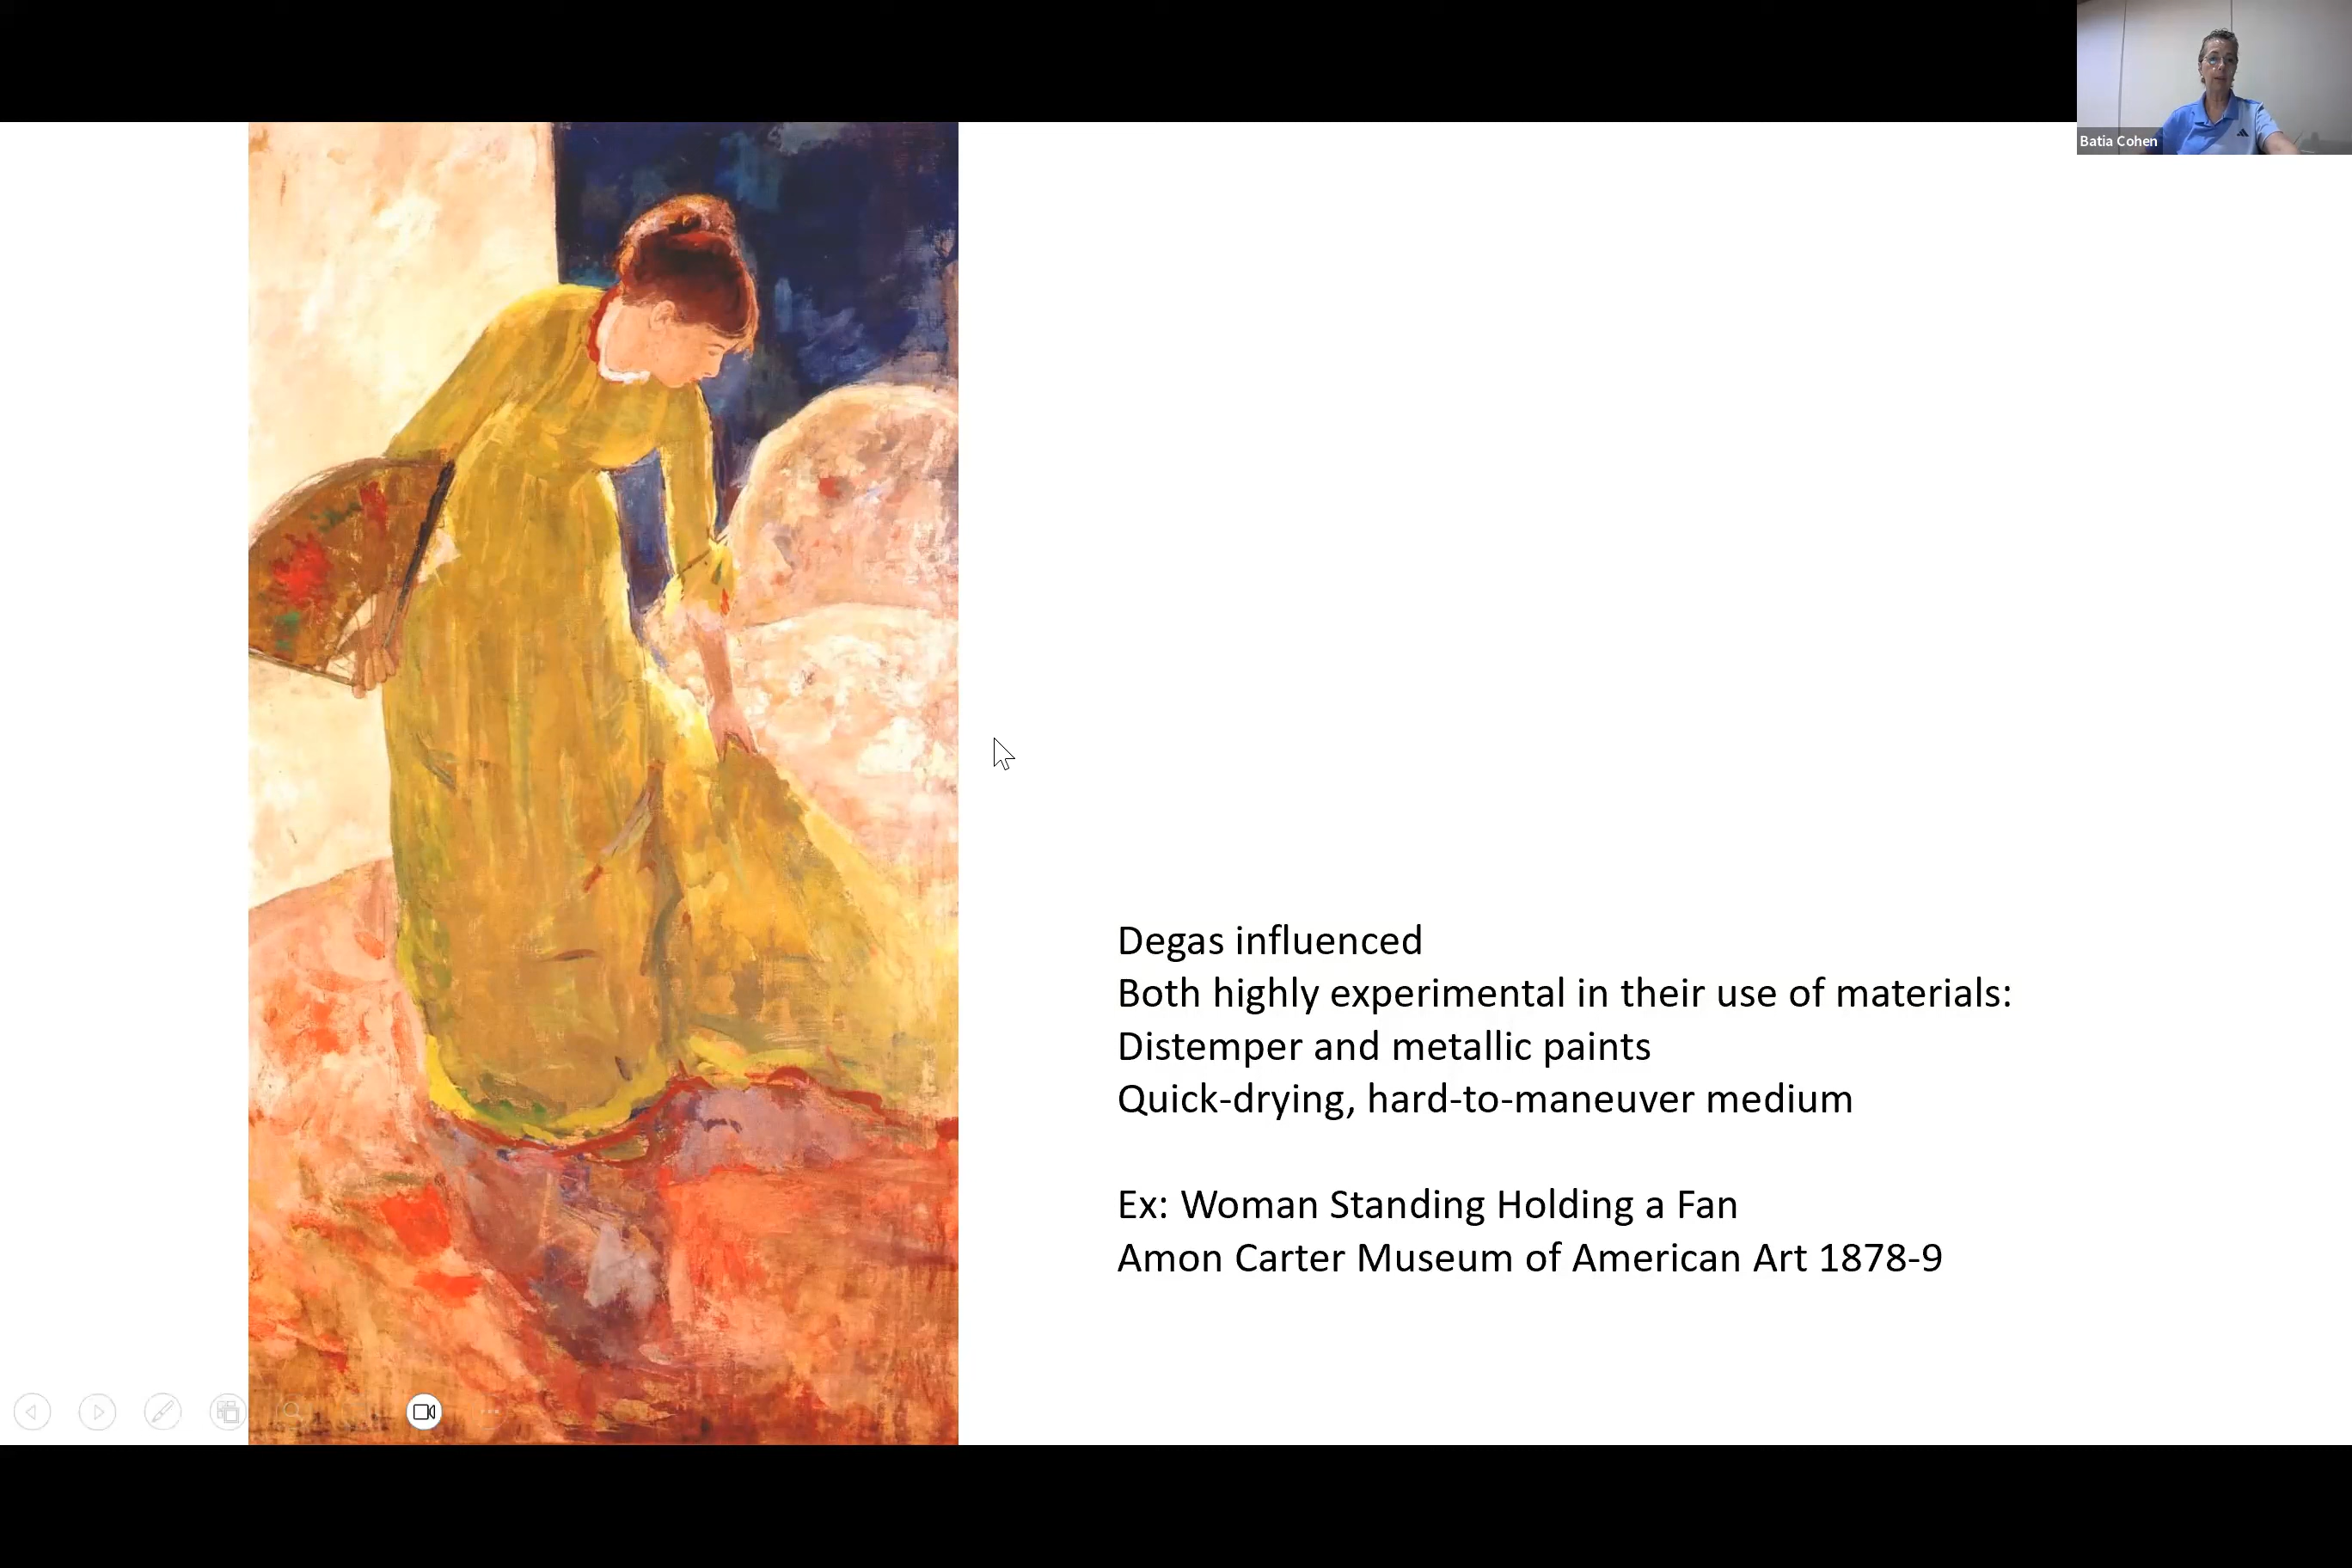 Batia Cohen
Degas influenced
Both highly experimental in their use of materials:
Distemper and metallic paints
Quick-drying, hard-to-maneuver medium
Ex: Woman Standing Holding a Fan
Amon Carter Museum of American Art 1878-9